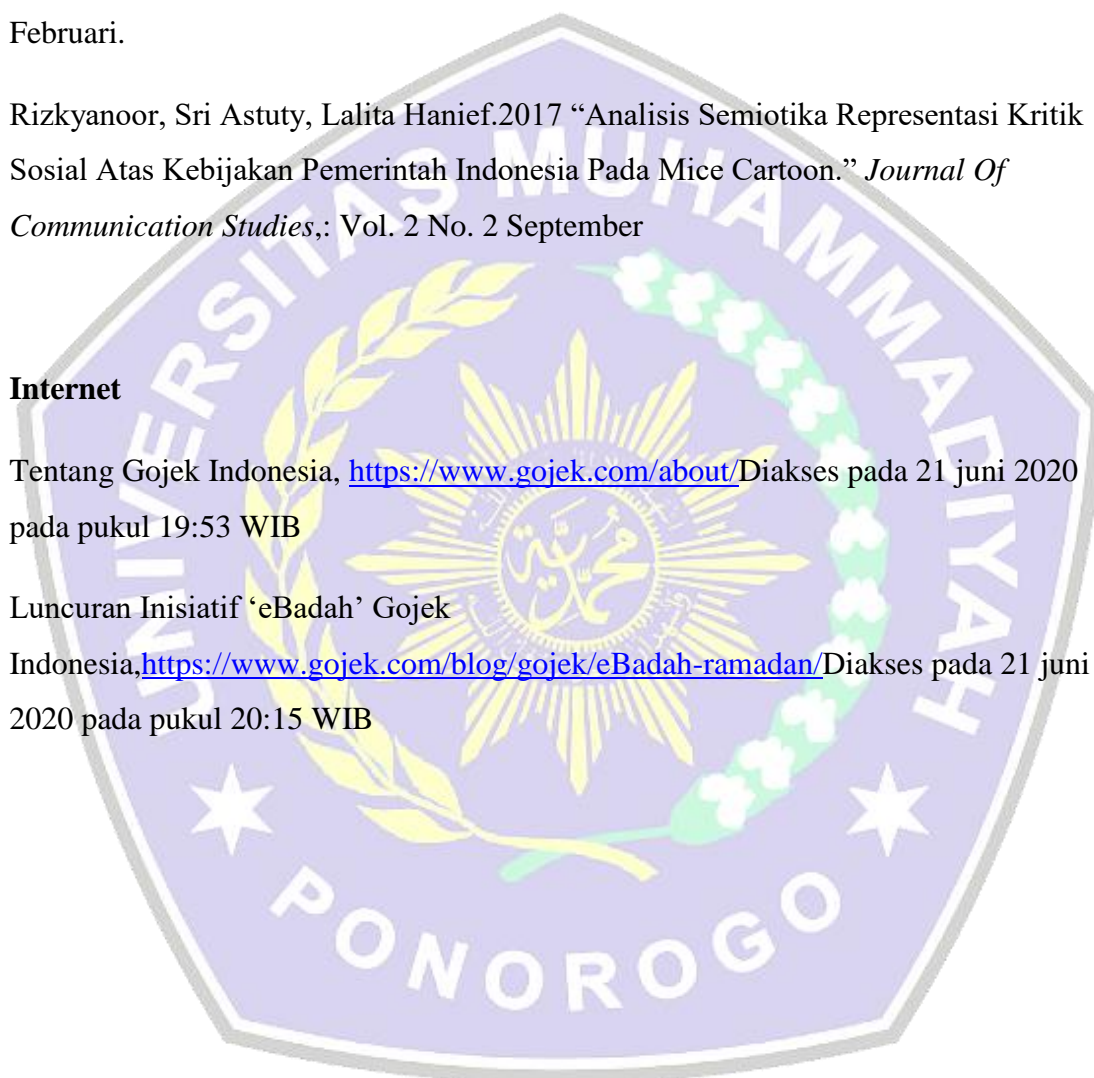 Februari.
Rizkyanoor, Sri Astuty, Lalita Hanief.2017 “Analisis Semiotika Representasi Kritik
Sosial Atas Kebijakan Pemerintah Indonesia Pada Mice Cartoon.” Journal Of
Communication Studies,: Vol. 2 No. 2 September
Internet
Tentang Gojek Indonesia, https://www.gojek.com/about/Diakses pada 21 juni 2020
pada pukul 19:53 WIB
Luncuran Inisiatif ‘eBadah’ Gojek
Indonesia,https://www.gojek.com/blog/gojek/eBadah-ramadan/Diakses pada 21 juni
2020 pada pukul 20:15 WIB
UNIVERSITAS MUHAMMADIYAH
PONOROGO
محمدية